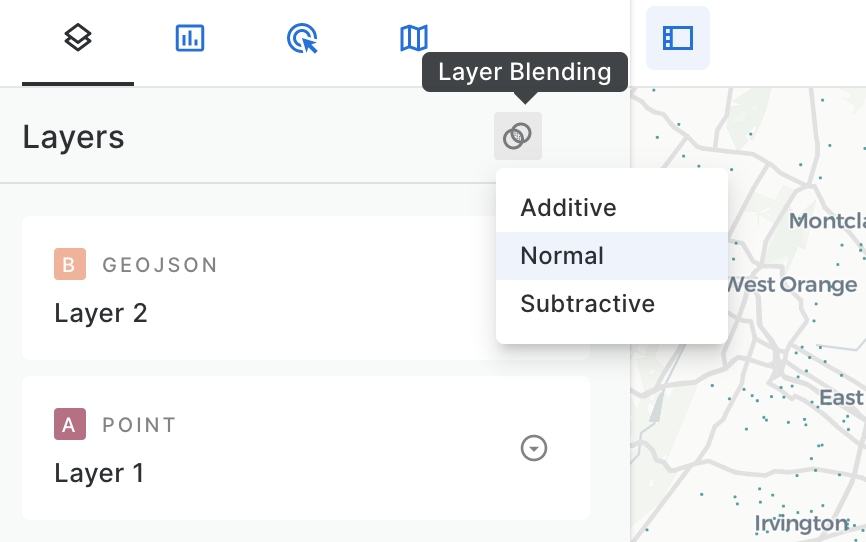 Layer Blending
Layers
Additive
Normal
Subtractive
B GEOJSON
Layer 2
A POINT
Layer 1
Montcla
West Orange
East
Irvington